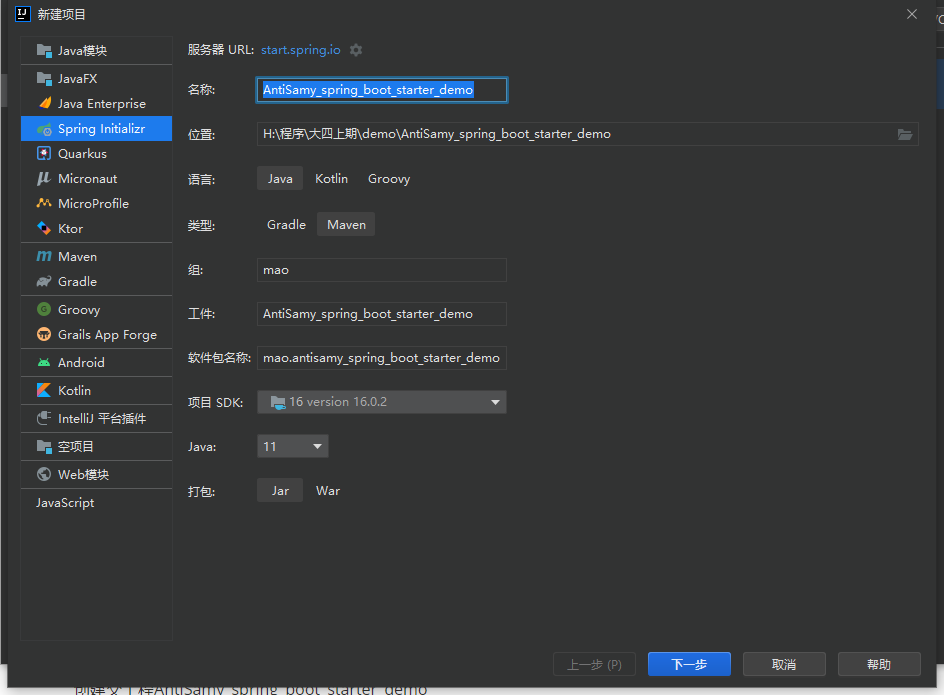 新建项目
Java模块
JavaFX
Java Enterprise
Spring Initializr
Quarkus
Micronaut
MicroProfile
Ktor
Maven
Gradle
Groovy
Grails App Forge
Android
Kotlin
IntelliJ 平台插件
空项目
Web模块
JavaScript
服务器 URL: start.spring.io
名称: AntiSamy_spring_boot_starter_demo
位置: H:\程序\大四上期\demo\AntiSamy_spring_boot_starter_demo
语言: Java Kotlin Groovy
类型: Gradle Maven
组: mao
工件: AntiSamy_spring_boot_starter_demo
软件包名称: mao.antisamy_spring_boot_starter_demo
项目 SDK: 16 version 16.0.2
Java: 11
打包: Jar War
上一步 (P) 下一步 取消 帮助
创建父工程AntiSamy_spring_boot_starter_demo